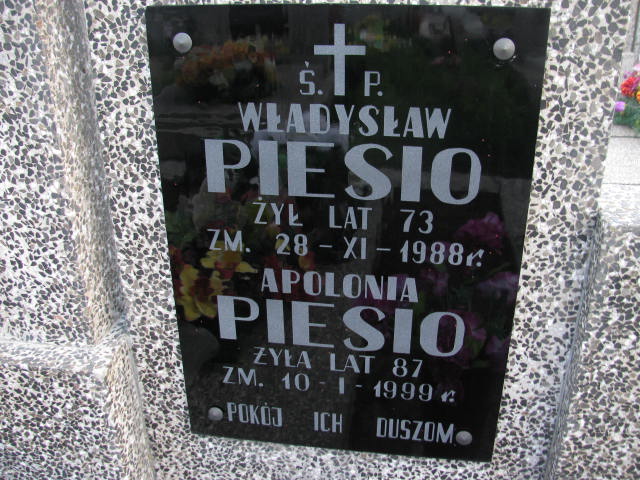 Ś. P.
WŁADYSŁAW
PIESIO
ŻYŁ LAT 73
ZM. 28-XI-1988 r.
APOLONIA
PIESIO
ŻYŁA LAT 87
ZM. 10-I-1999 r.
POKÓJ ICH DUSZOM